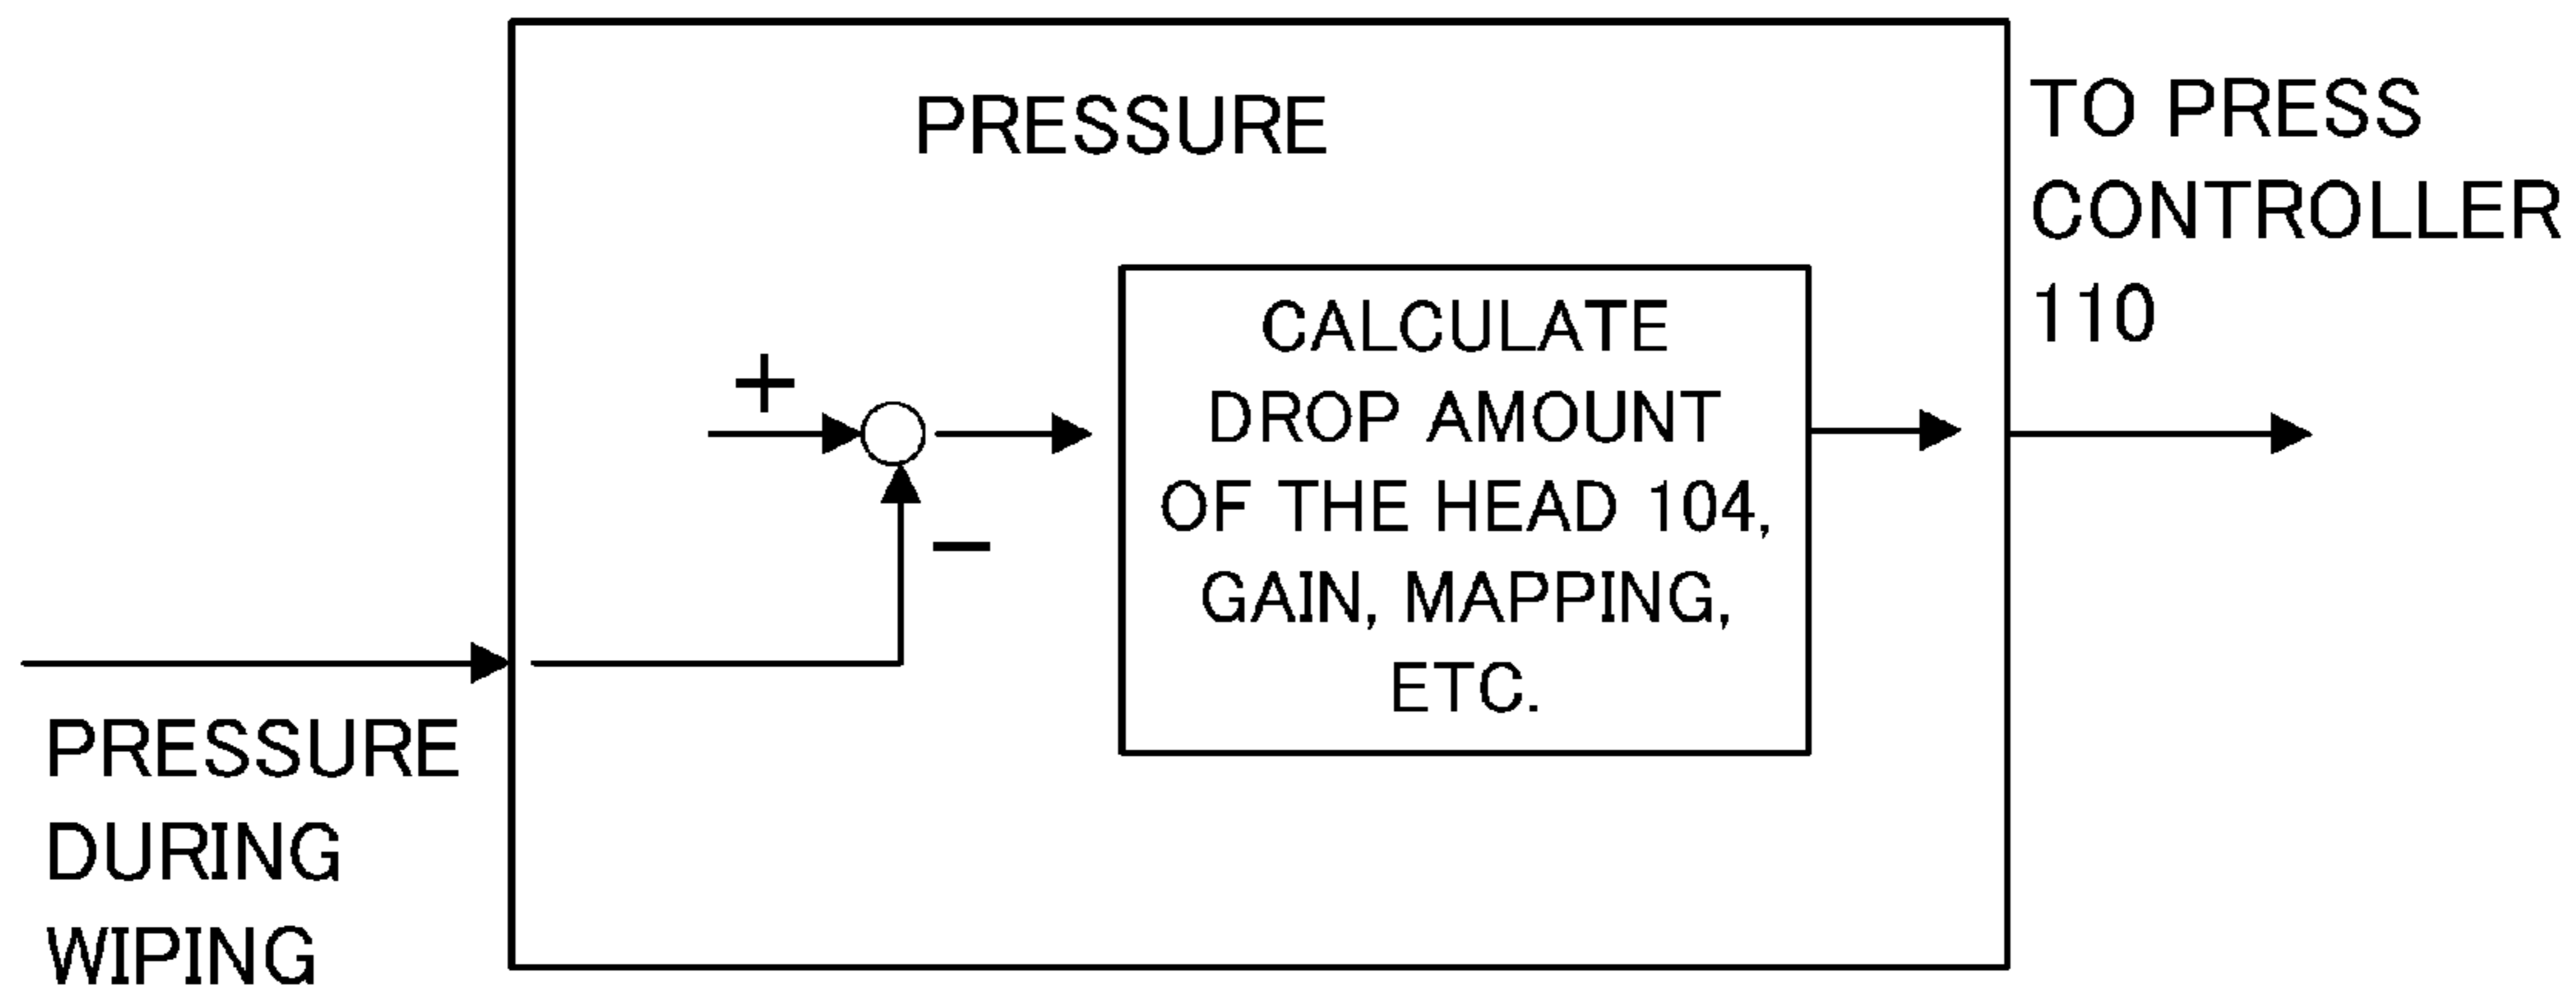 PRESSURE
TO PRESS
CONTROLLER
110
+
CALCULATE
DROP AMOUNT
OF THE HEAD 104,
GAIN, MAPPING,
ETC.
−
PRESSURE
DURING
WIPING